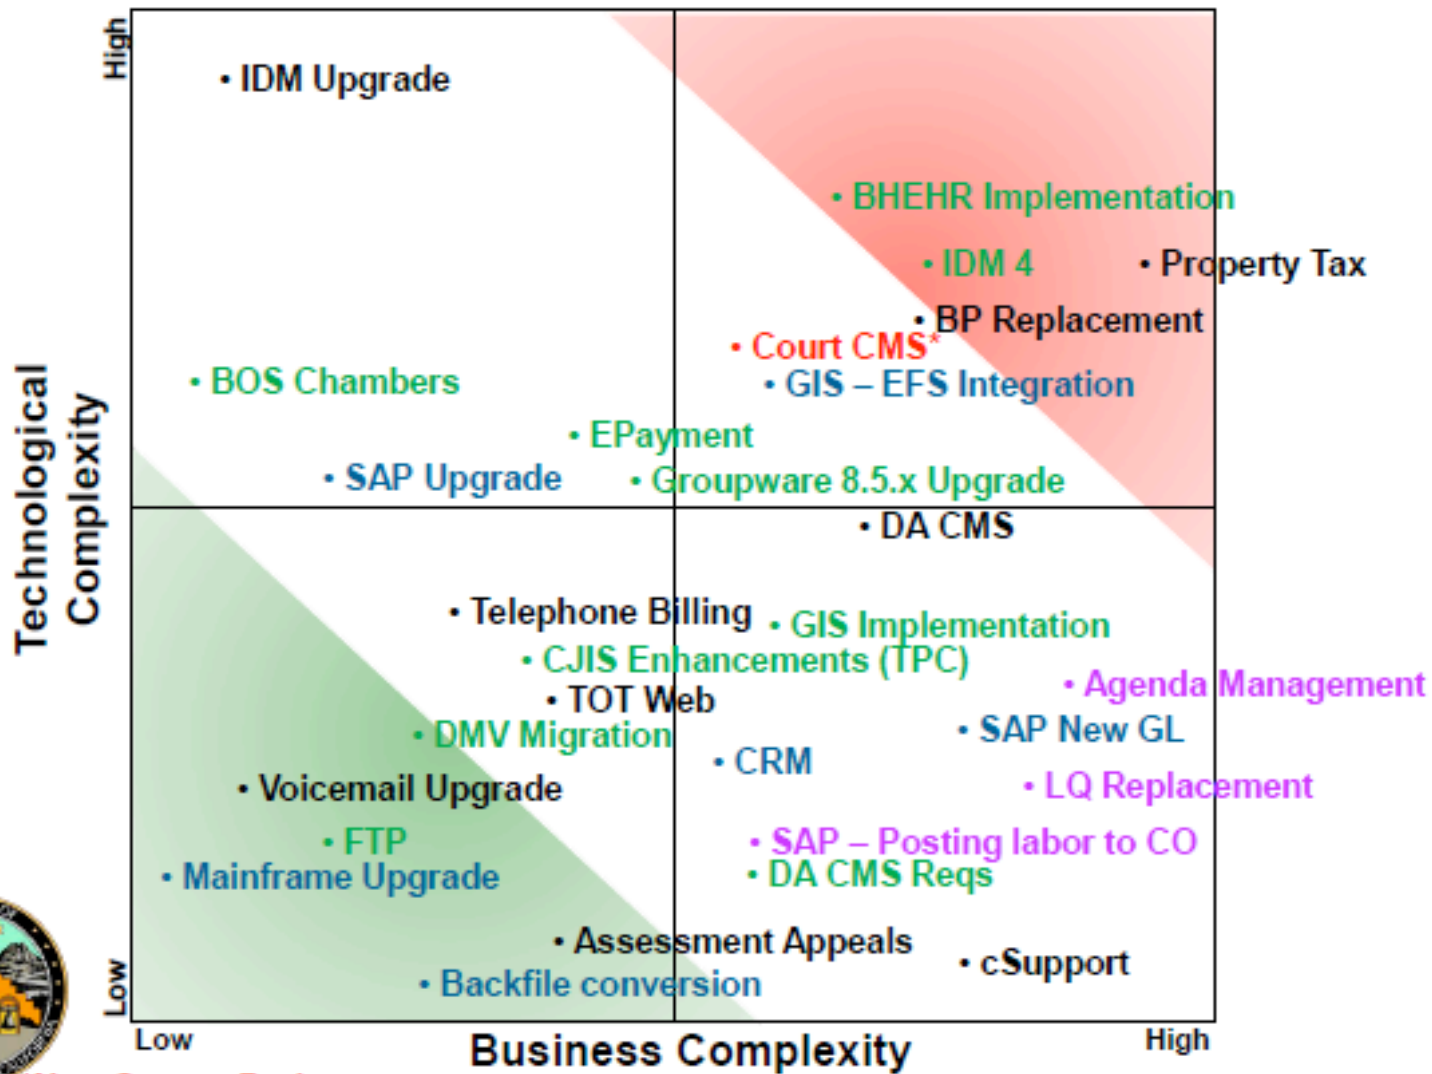 High
• IDM Upgrade
• BHEHR Implementation
• IDM 4
• Property Tax
• BP Replacement
• Court CMS*
• BOS Chambers
• GIS – EFS Integration
• EPayment
• SAP Upgrade
• Groupware 8.5.x Upgrade
• DA CMS
Technological
Complexity
• Telephone Billing
• GIS Implementation
• CJIS Enhancements (TPC)
• Agenda Management
• TOT Web
• SAP New GL
• DMV Migration
• CRM
• Voicemail Upgrade
• LQ Replacement
• FTP
• SAP – Posting labor to CO
• Mainframe Upgrade
• DA CMS Reqs
• Assessment Appeals
• cSupport
• Backfile conversion
Low
Low
Business Complexity
High